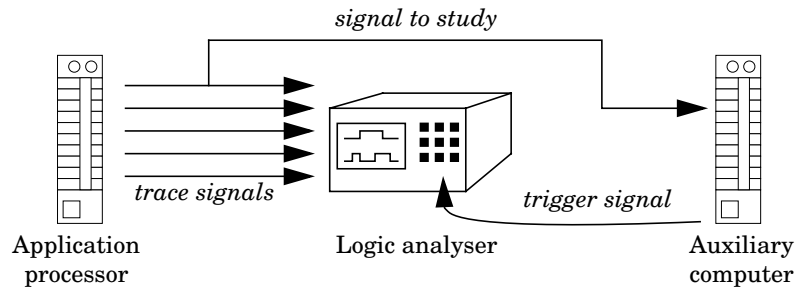 signal to study
trace signals
trigger signal
Application
processor
Logic analyser
Auxiliary
computer